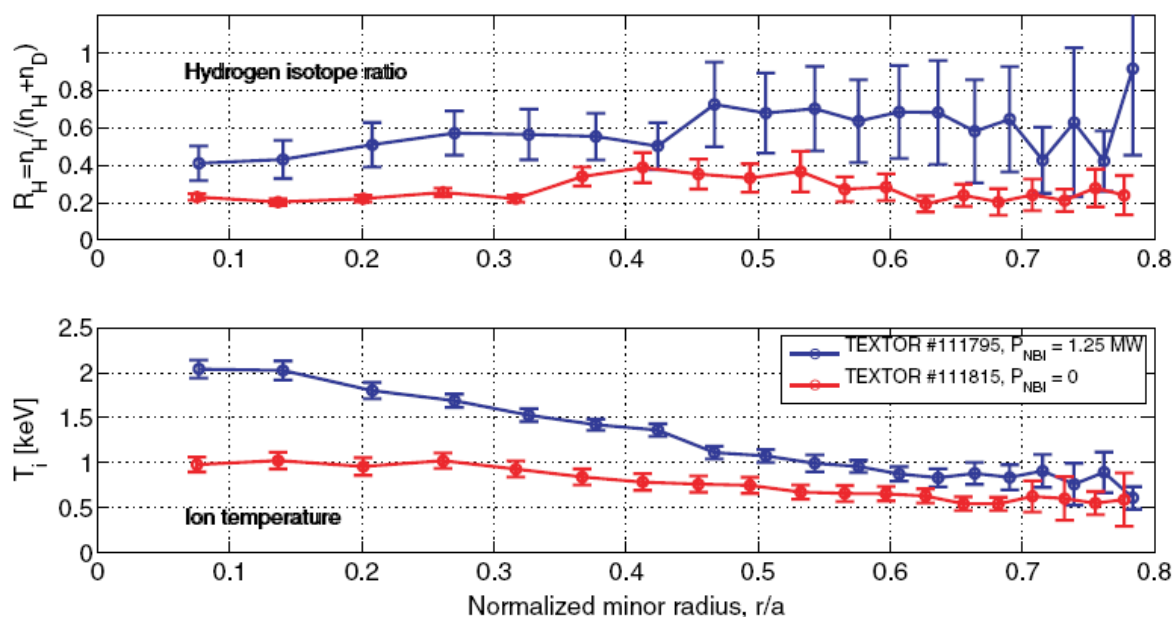 R_H=n_H/(n_H+n_D)
1
0.8
0.6
0.4
0.2
0
Hydrogen isotope ratio
0 0.1 0.2 0.3 0.4 0.5 0.6 0.7 0.8
T_i [keV]
2.5
2
1.5
1
0.5
0
TEXTOR #111795, P_NBI = 1.25 MW
TEXTOR #111815, P_NBI = 0
Ion temperature
0 0.1 0.2 0.3 0.4 0.5 0.6 0.7 0.8
Normalized minor radius, r/a